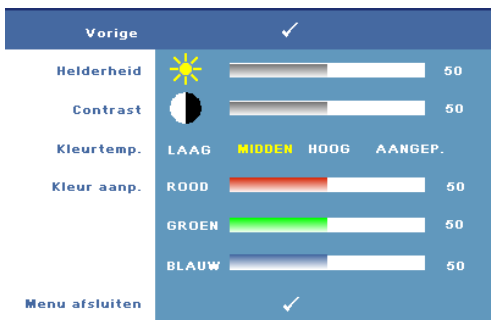 Vorige
Helderheid 50
Contrast 50
Kleurtemp. LAAG MIDDEN HOOG AANGEP.
Kleur aanp. ROOD 50
GROEN 50
BLAUW 50
Menu afsluiten